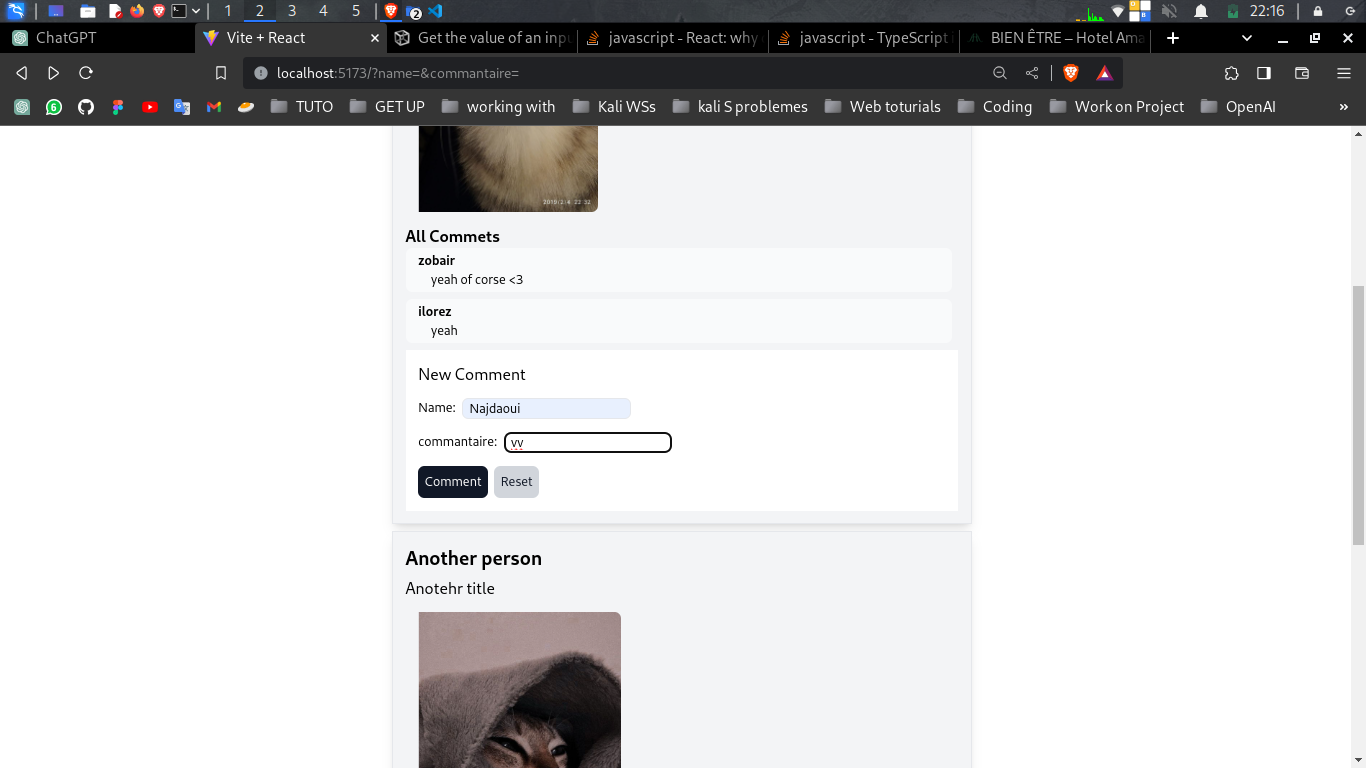 1 2 3 4 5 2 22:16
ChatGPT Vite + React Get the value of an inpu javascript - React: why javascript - TypeScript BIEN ÊTRE – Hotel Ama
localhost:5173/?name=&commantaire=
6 TUTO GET UP working with Kali WSs kali S problemes Web toturials Coding Work on Project OpenAI »
2019/2/4 22:32
All Commets
zobair
yeah of corse <3
ilorez
yeah
New Comment
Name: Najdaoui
commantaire: vv
Comment Reset
Another person
Anotehr title